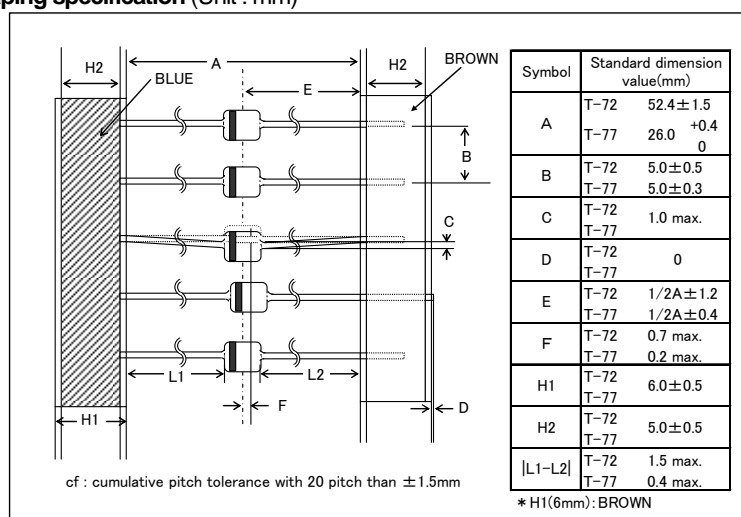 ping specification (Unit : mm)
H2
A
H2
BROWN
BLUE
E
B
C
L1
L2
F
D
H1
cf : cumulative pitch tolerance with 20 pitch than ±1.5mm
Symbol Standard dimension value(mm)
A T-72 52.4±1.5
T-77 26.0 +0.4 0
B T-72 5.0±0.5
T-77 5.0±0.3
C T-72 1.0 max.
T-77
D T-72 0
T-77
E T-72 1/2A±1.2
T-77 1/2A±0.4
F T-72 0.7 max.
T-77 0.2 max.
H1 T-72 6.0±0.5
T-77
H2 T-72 5.0±0.5
T-77
|L1-L2| T-72 1.5 max.
T-77 0.4 max.
* H1(6mm): BROWN